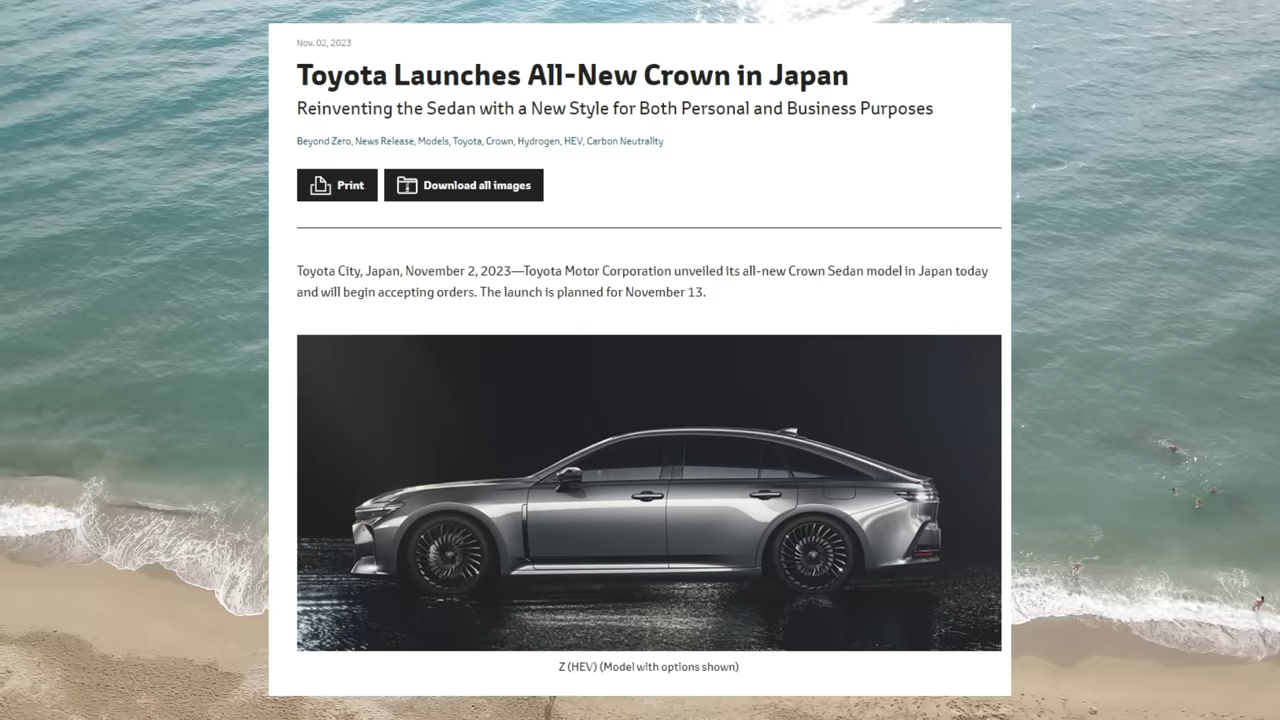 Nov. 02, 2023
Toyota Launches All-New Crown in Japan
Reinventing the Sedan with a New Style for Both Personal and Business Purposes
Beyond Zero, News Release, Models, Toyota, Crown, Hydrogen, HEV, Carbon Neutrality
Print
Download all images
Toyota City, Japan, November 2, 2023—Toyota Motor Corporation unveiled its all-new Crown Sedan model in Japan today
and will begin accepting orders. The launch is planned for November 13.
Z (HEV) (Model with options shown)